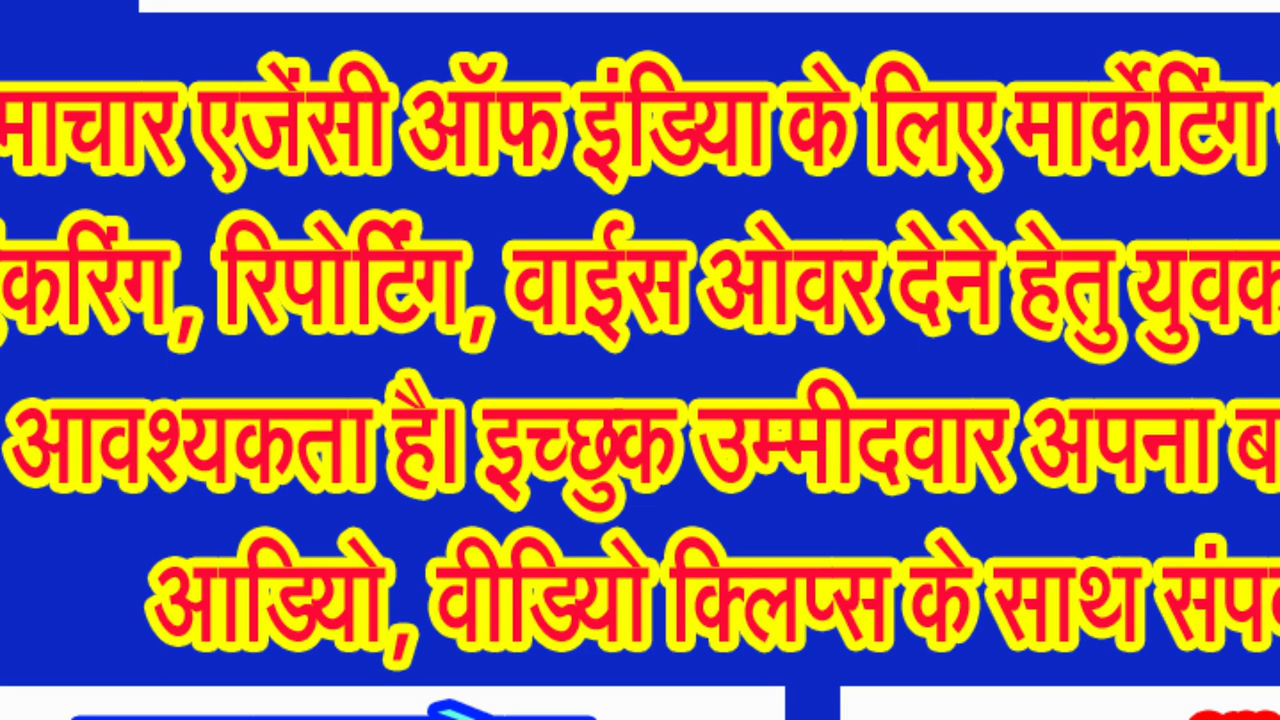 माचार एजेंसी ऑफ इंडिया के लिए मार्केटिंग
करिंग, रिपोर्टिंग, वाईस ओवर देने हेतु युवक
आवश्यकता है। इच्छुक उम्मीदवार अपना ब
आडियो, वीडियो क्लिप्स के साथ संप